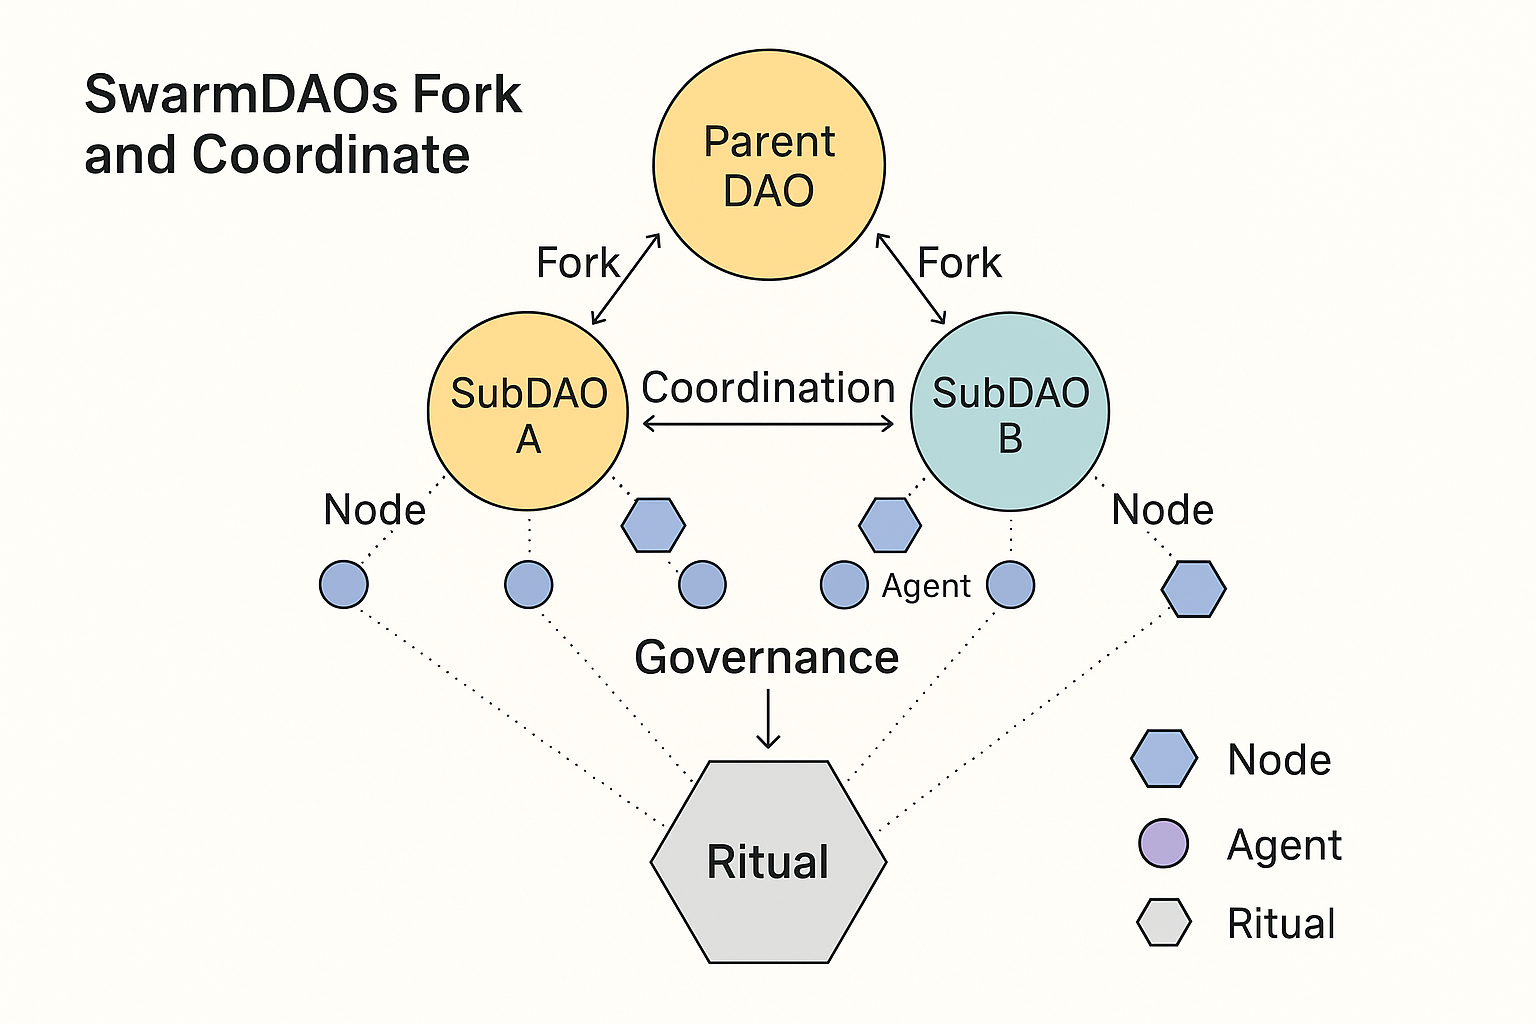 SwarmDAOs Fork
and Coordinate
Parent
DAO
Fork
Fork
SubDAO
A
Coordination
SubDAO
B
Node
Node
Agent
Governance
Ritual
Node
Agent
Ritual